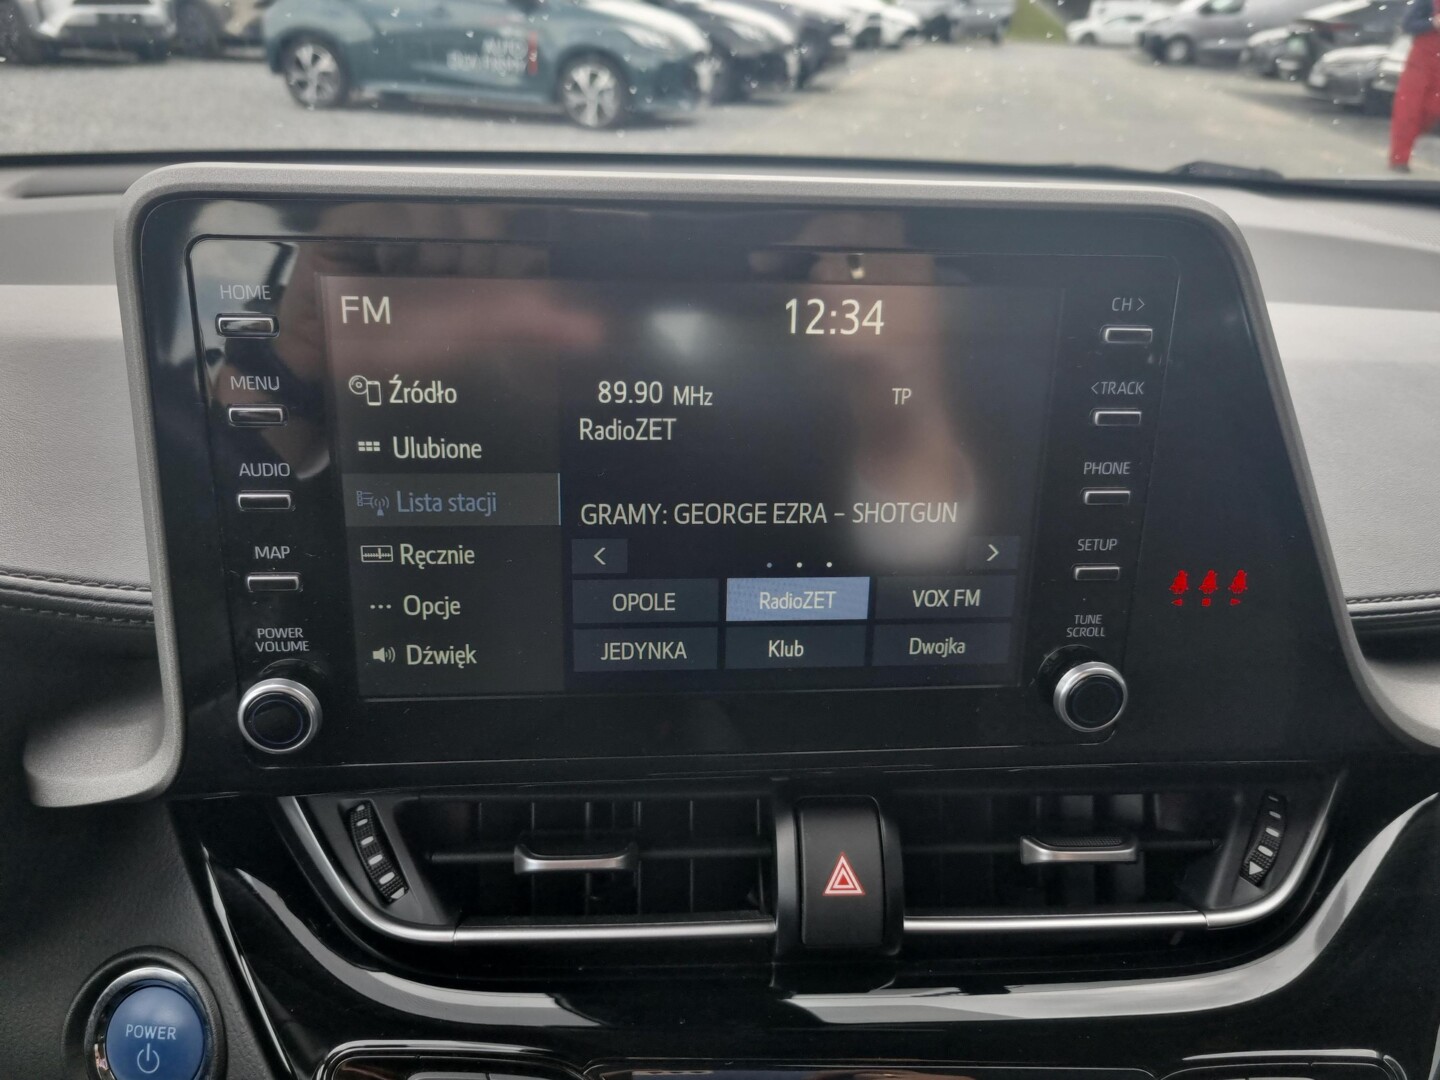 HOME
MENU
AUDIO
MAP
POWER
VOLUME
FM
12:34
Źródło
Ulubione
Lista stacji
Ręcznie
Opcje
Dźwięk
89.90 MHz
TP
RadioZET
GRAMY: GEORGE EZRA - SHOTGUN
<
>
OPOLE
RadioZET
VOX FM
JEDYNKA
Klub
Dwojka
CH >
< TRACK
PHONE
SETUP
TUNE
SCROLL
POWER